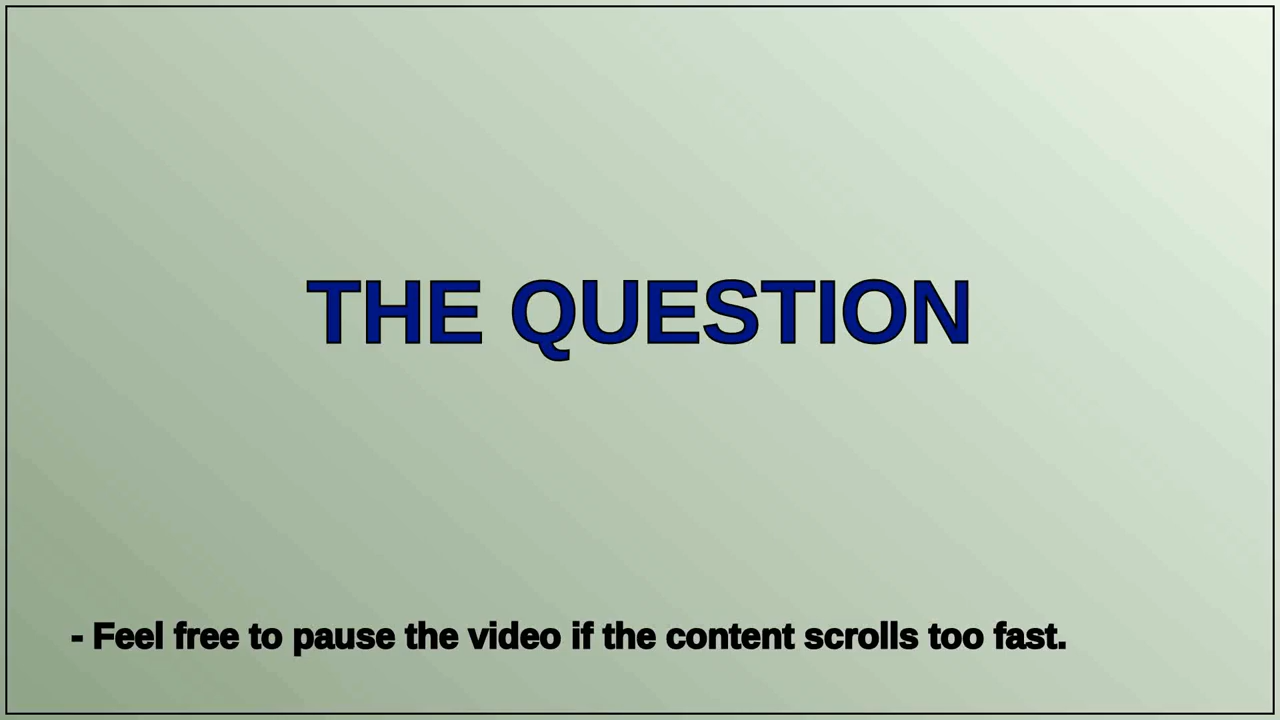 THE QUESTION
- Feel free to pause the video if the content scrolls too fast.